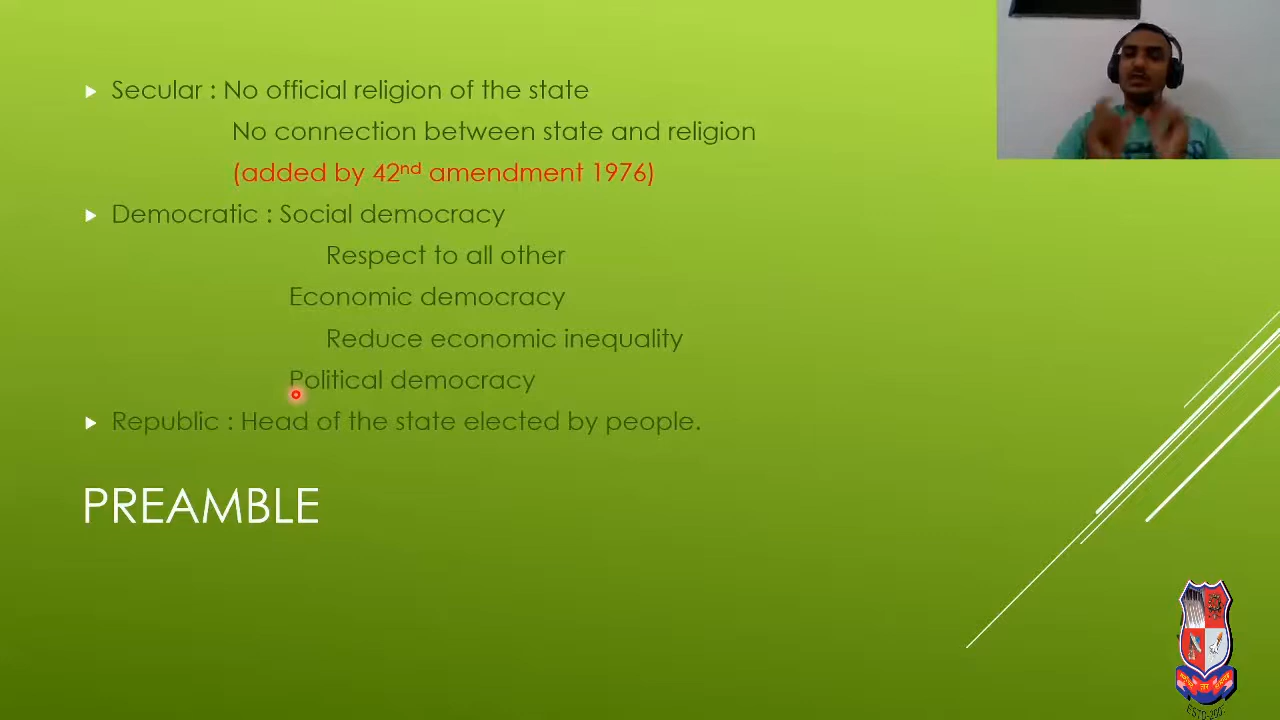 Secular : No official religion of the state
No connection between state and religion
(added by 42nd amendment 1976)
Democratic : Social democracy
Respect to all other
Economic democracy
Reduce economic inequality
Political democracy
Republic : Head of the state elected by people.
PREAMBLE